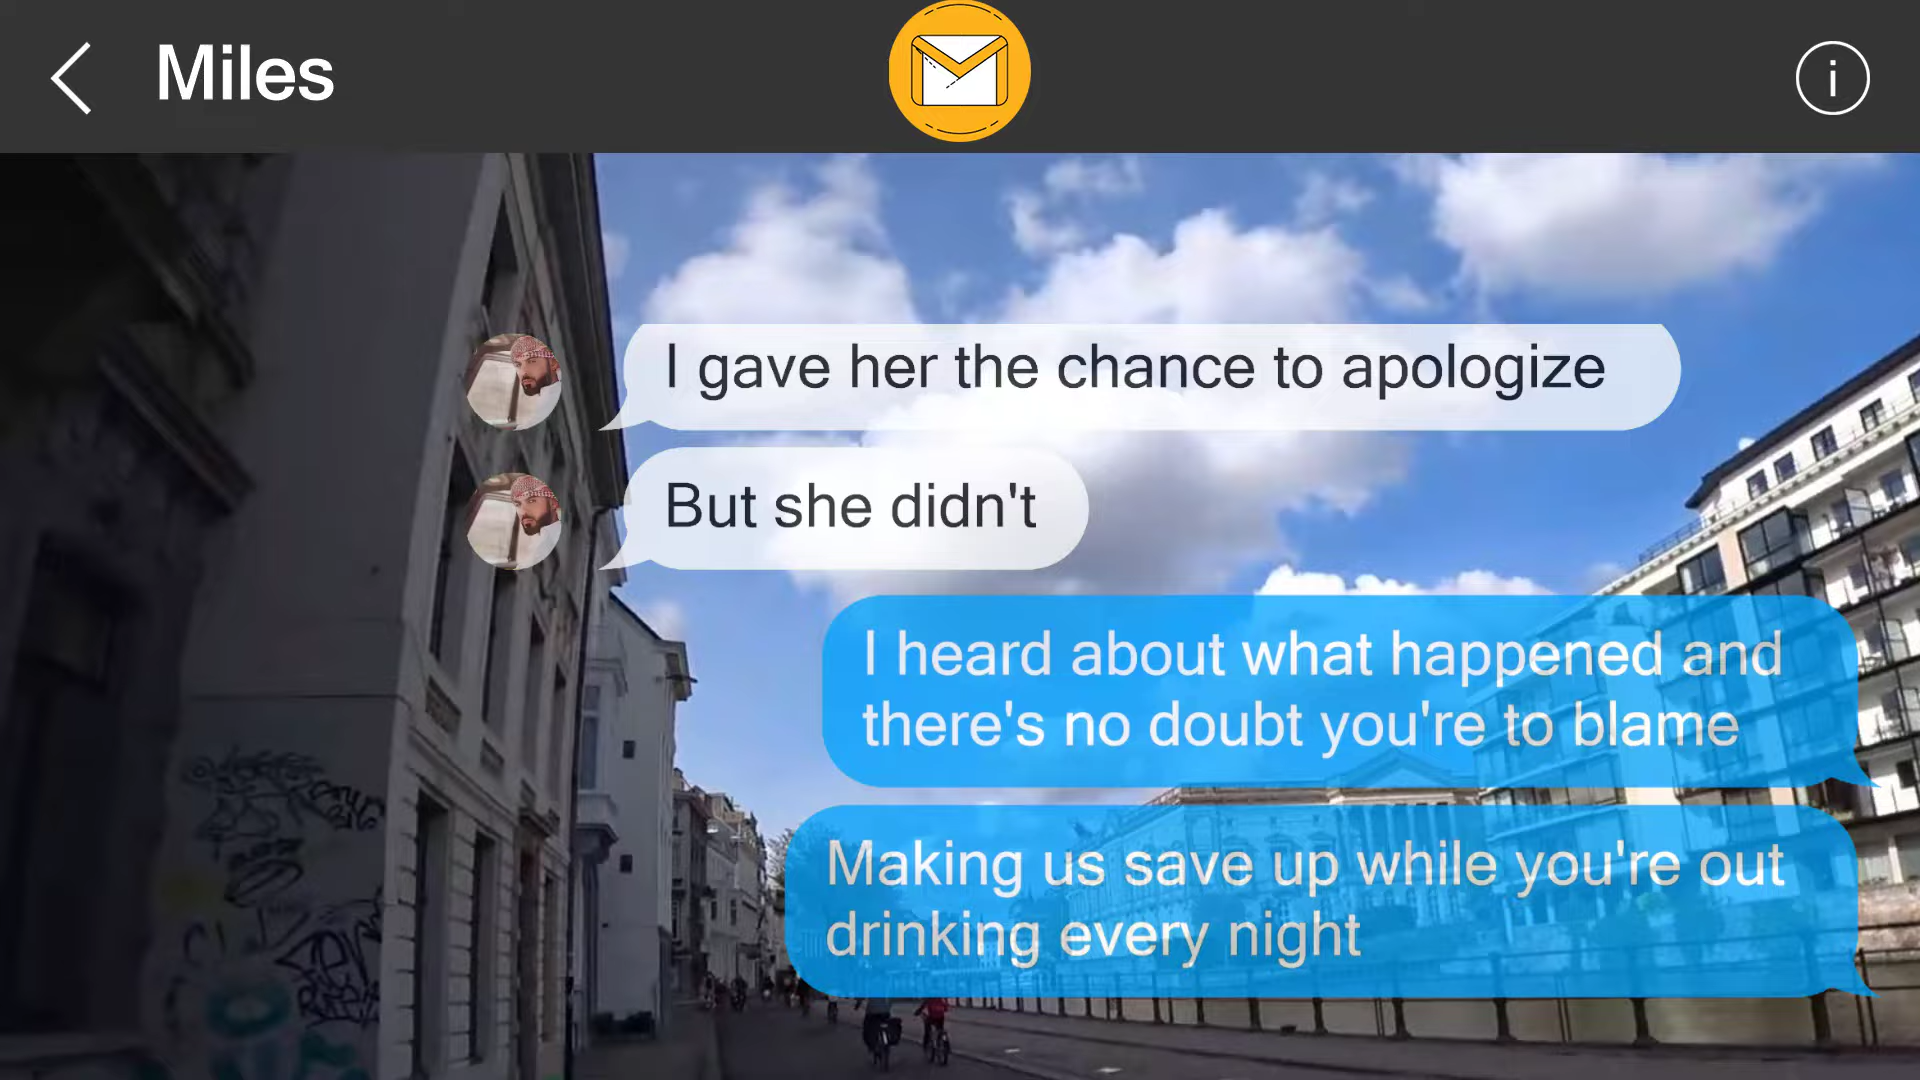 Miles
i
I gave her the chance to apologize
But she didn't
I heard about what happened and
there's no doubt you're to blame
Making us save up while you're out
drinking every night